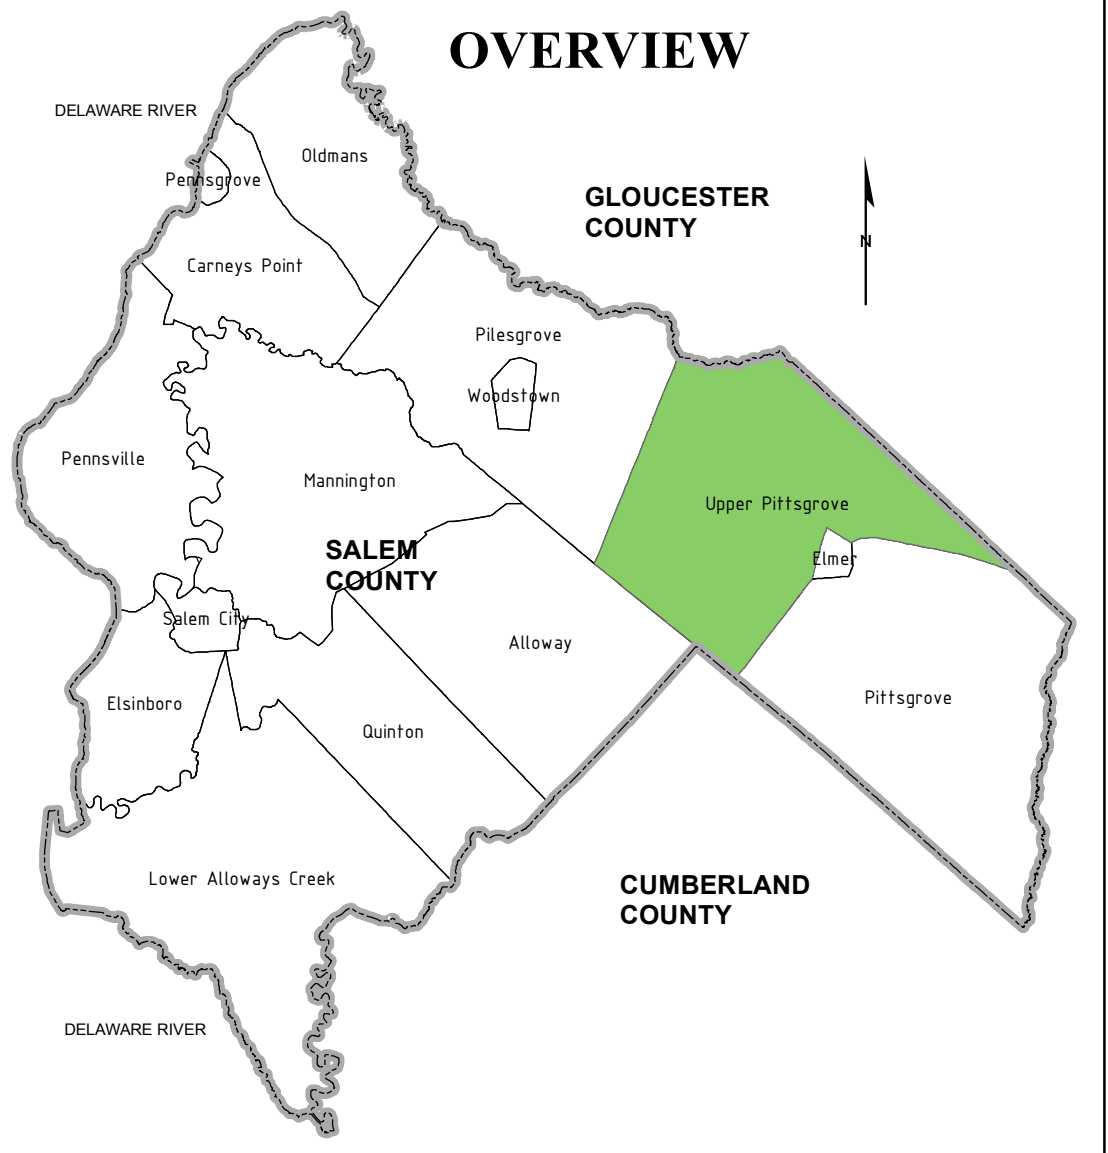 OVERVIEW
DELAWARE RIVER
Oldmans
Pennsgrove
GLOUCESTER
COUNTY
N
Carneys Point
Pilesgrove
Woodstown
Pennsville
Mannington
Upper Pittsgrove
SALEM
COUNTY
Elmer
Salem City
Alloway
Elsinboro
Pittsgrove
Quinton
Lower Alloways Creek
CUMBERLAND
COUNTY
DELAWARE RIVER